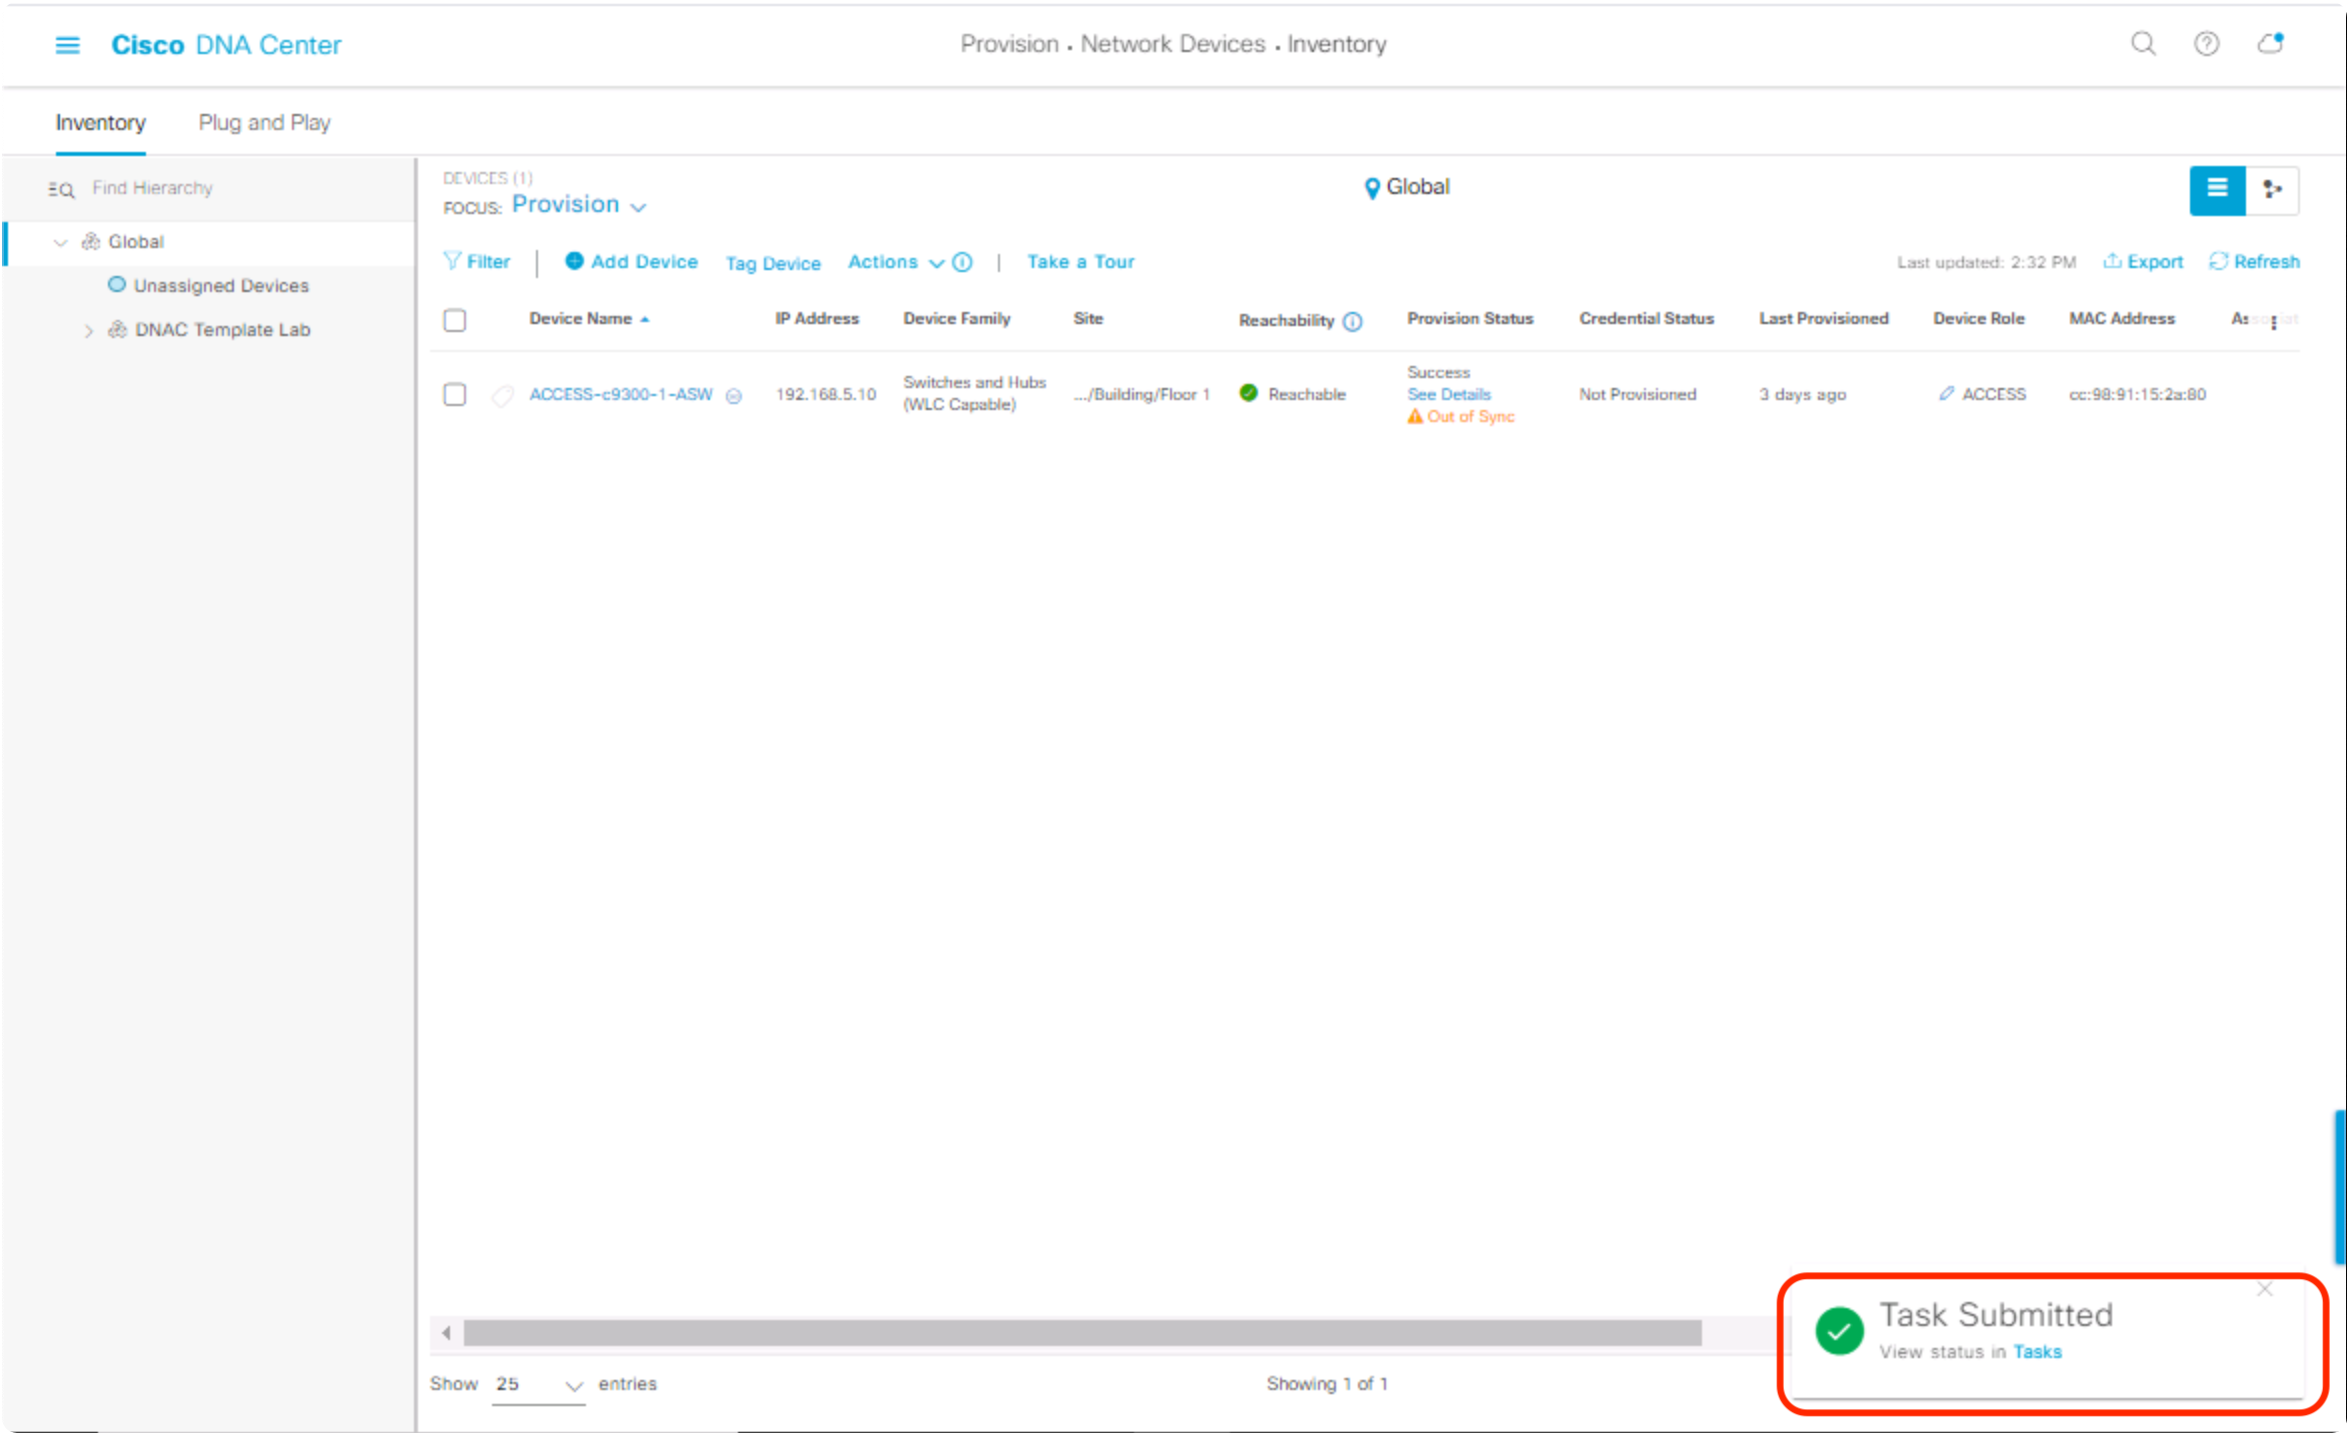 Cisco DNA Center
Provision · Network Devices · Inventory
Inventory Plug and Play
Find Hierarchy
Global
Unassigned Devices
DNAC Template Lab
DEVICES (1)
FOCUS: Provision
Global
Filter | Add Device Tag Device Actions | Take a Tour
Last updated: 2:32 PM Export Refresh
Device Name IP Address Device Family Site Reachability Provision Status Credential Status Last Provisioned Device Role MAC Address
ACCESS-c9300-1-ASW 192.168.5.10 Switches and Hubs (WLC Capable) .../Building/Floor 1 Reachable Success Not Provisioned 3 days ago ACCESS cc:98:91:15:2a:80
See Details
Out of Sync
Task Submitted
View status in Tasks
Show 25 entries
Showing 1 of 1